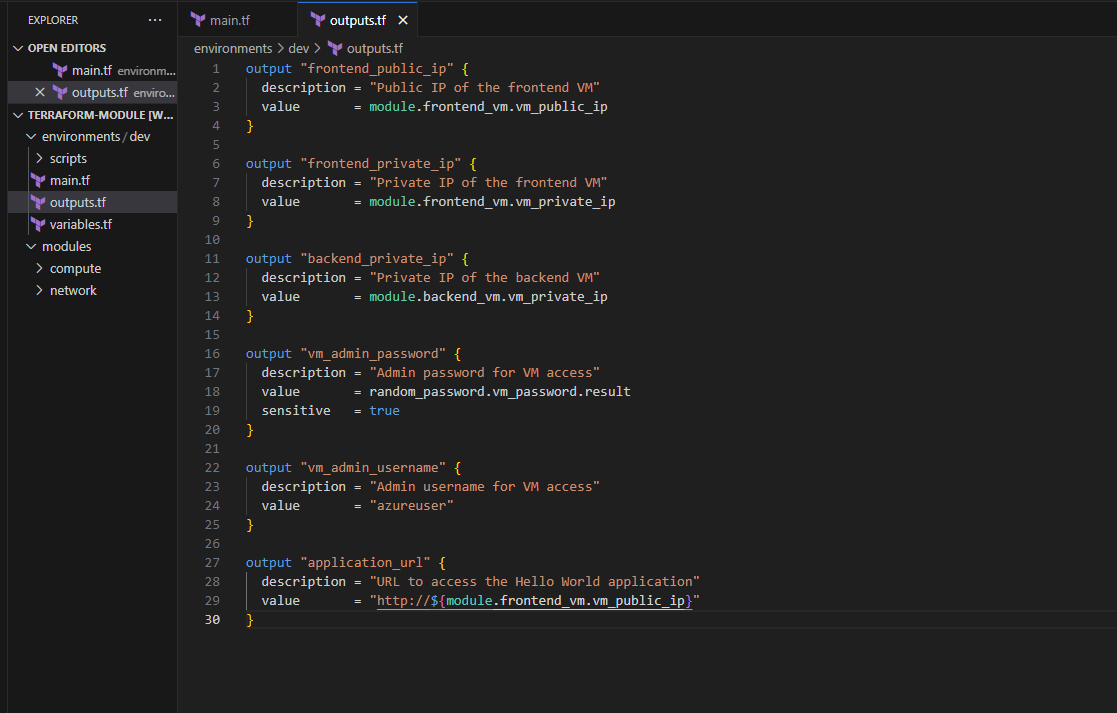 EXPLORER
...
OPEN EDITORS
main.tf environm...
outputs.tf enviro...
TERRAFORM-MODULE [W...
environments / dev
scripts
main.tf
outputs.tf
variables.tf
modules
compute
network
main.tf
outputs.tf
environments > dev > outputs.tf
1 output "frontend_public_ip" {
2   description = "Public IP of the frontend VM"
3   value       = module.frontend_vm.vm_public_ip
4 }
5
6 output "frontend_private_ip" {
7   description = "Private IP of the frontend VM"
8   value       = module.frontend_vm.vm_private_ip
9 }
10
11 output "backend_private_ip" {
12   description = "Private IP of the backend VM"
13   value       = module.backend_vm.vm_private_ip
14 }
15
16 output "vm_admin_password" {
17   description = "Admin password for VM access"
18   value       = random_password.vm_password.result
19   sensitive   = true
20 }
21
22 output "vm_admin_username" {
23   description = "Admin username for VM access"
24   value       = "azureuser"
25 }
26
27 output "application_url" {
28   description = "URL to access the Hello World application"
29   value       = "http://${module.frontend_vm.vm_public_ip}"
30 }